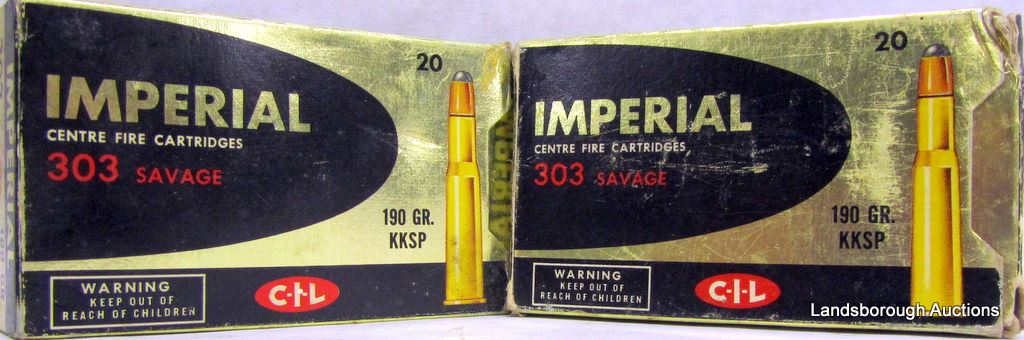 IMPERIAL
CENTRE FIRE CARTRIDGES
303 SAVAGE
20
190 GR.
KKSP
WARNING
KEEP OUT OF
REACH OF CHILDREN
C-I-L
IMPERIAL
IMPERIAL
CENTRE FIRE CARTRIDGES
303 SAVAGE
20
190 GR.
KKSP
WARNING
KEEP OUT OF
REACH OF CHILDREN
C-I-L
Landsborough Auctions